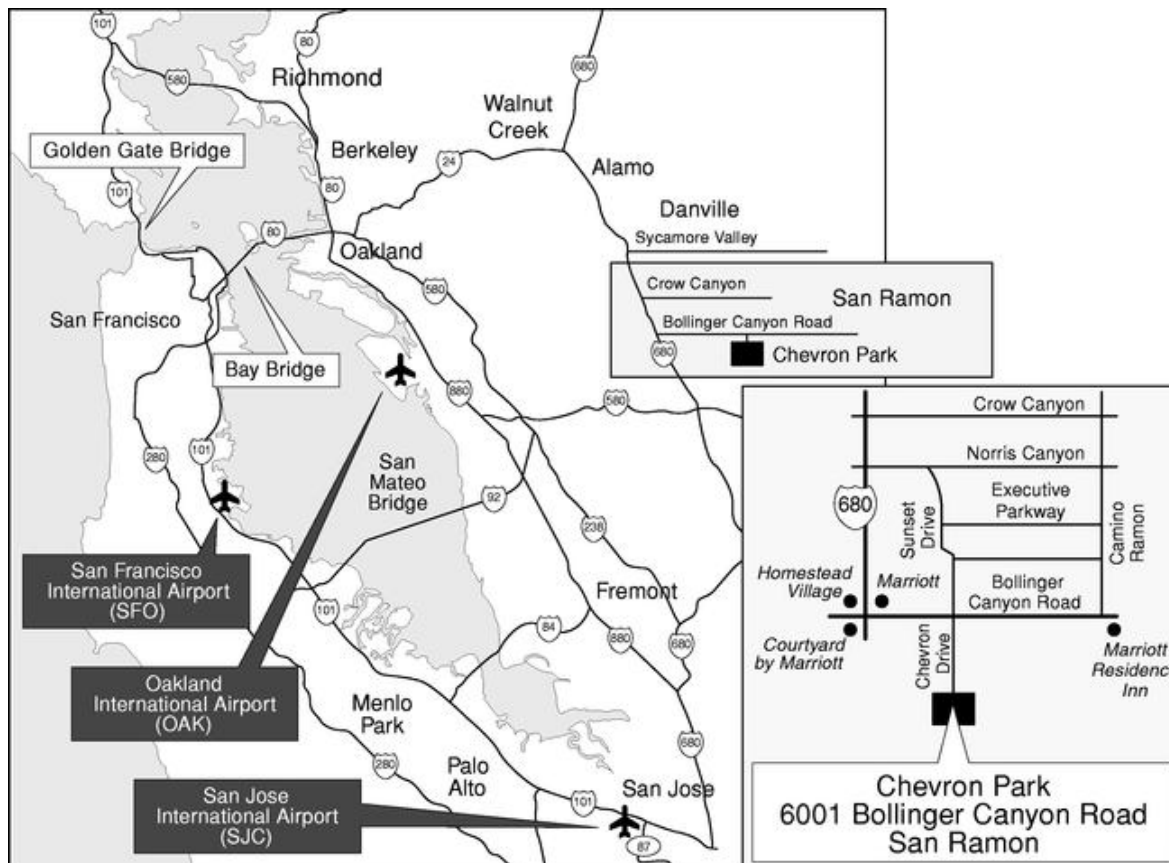 101
80
80
680
Richmond
580
Walnut
Creek
Golden Gate Bridge
Berkeley
24
Alamo
101
80
Danville
Sycamore Valley
80
Oakland
580
Crow Canyon
San Ramon
San Francisco
Bollinger Canyon Road
680
Chevron Park
Bay Bridge
880
580
280
101
San
Mateo
Bridge
92
238
San Francisco
International Airport
(SFO)
101
Fremont
84
880
680
Oakland
International Airport
(OAK)
Menlo
Park
680
280
Palo
Alto
San Jose
International Airport
(SJC)
101
San Jose
87
Crow Canyon
Norris Canyon
680
Sunset
Drive
Executive
Parkway
Camino
Ramon
Homestead
Village
Marriott
Bollinger
Canyon Road
Courtyard
by Marriott
Chevron
Drive
Marriott
Residenc
Inn
Chevron Park
6001 Bollinger Canyon Road
San Ramon